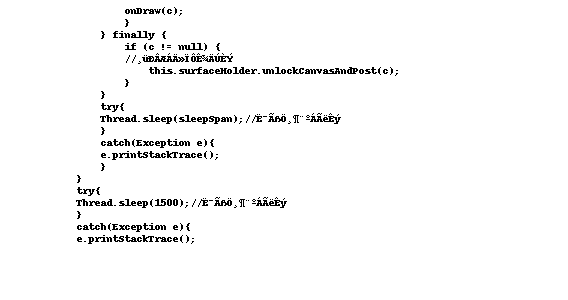 onDraw(c);
}
} finally {
if (c != null) {
//¸üÐÂÆÁÄ»ÏÔÊ¾ÄÚÈÝ
this.surfaceHolder.unlockCanvasAndPost(c);
}
}
try{
Thread.sleep(sleepSpan);//Ë¯ÃßÖ¸¶¨ºÁÃëÊý
}
catch(Exception e){
e.printStackTrace();
}
}
try{
Thread.sleep(1500);//Ë¯ÃßÖ¸¶¨ºÁÃëÊý
}
catch(Exception e){
e.printStackTrace();